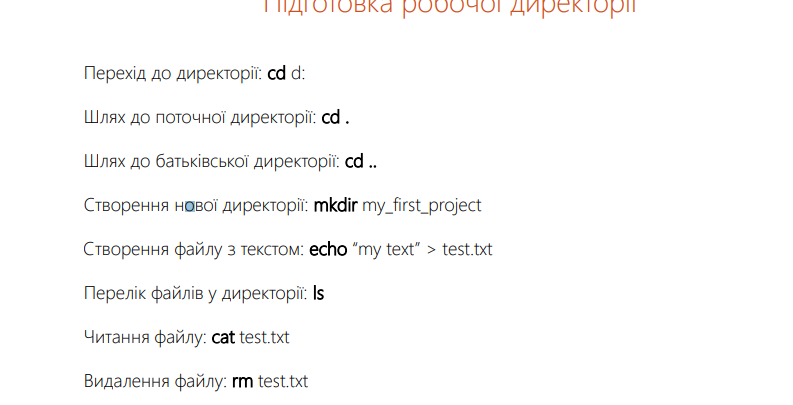 Підготовка робочої директорії
Перехід до директорії: cd d:
Шлях до поточної директорії: cd .
Шлях до батьківської директорії: cd ..
Створення нової директорії: mkdir my_first_project
Створення файлу з текстом: echo “my text” > test.txt
Перелік файлів у директорії: ls
Читання файлу: cat test.txt
Видалення файлу: rm test.txt